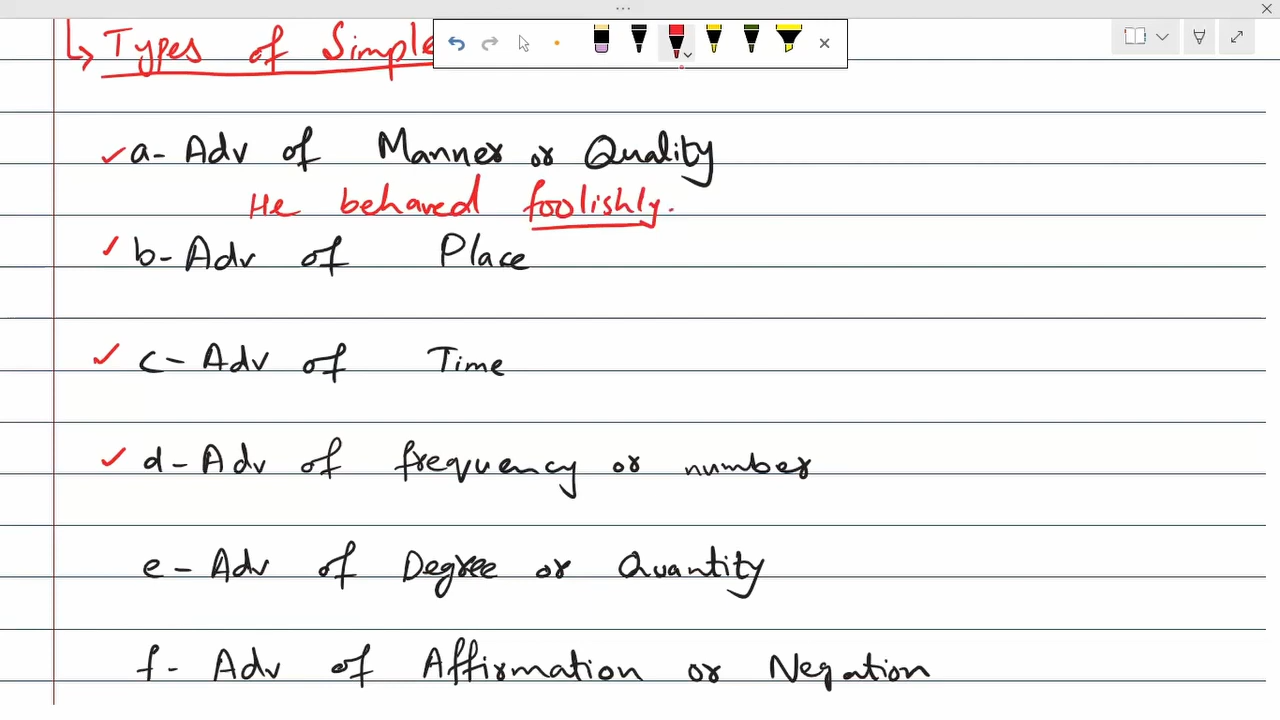 ↳ Types of Simple
a- Adv of Manner or Quality
He behaved foolishly.
b- Adv of Place
c- Adv of Time
d- Adv of frequency or number
e- Adv of Degree or Quantity
f- Adv of Affirmation or Negation